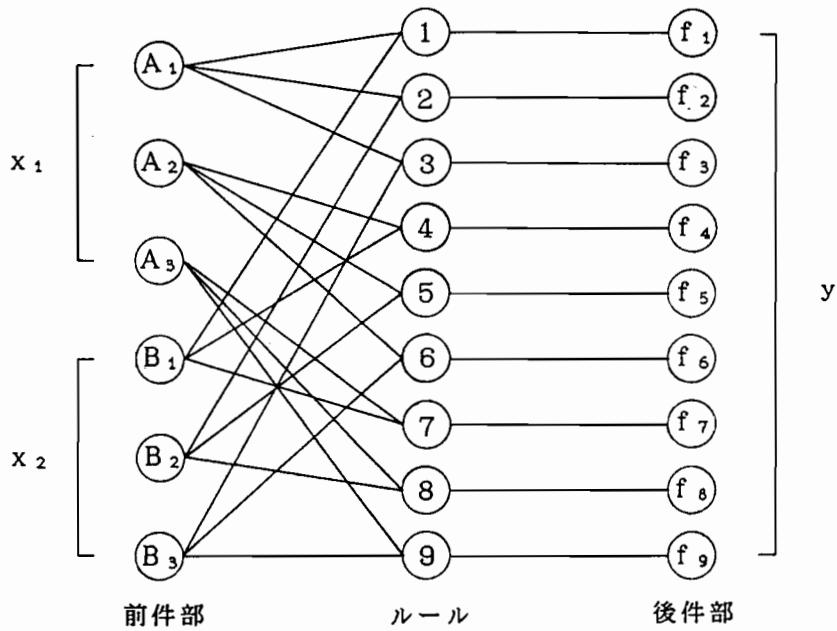 1 f₁
A₁
2 f₂
x₁ A₂ 3 f₃
4 f₄
A₃
5 f₅ y
B₁ 6 f₆
7 f₇
x₂ B₂
8 f₈
B₃ 9 f₉
前件部 ルール 後件部